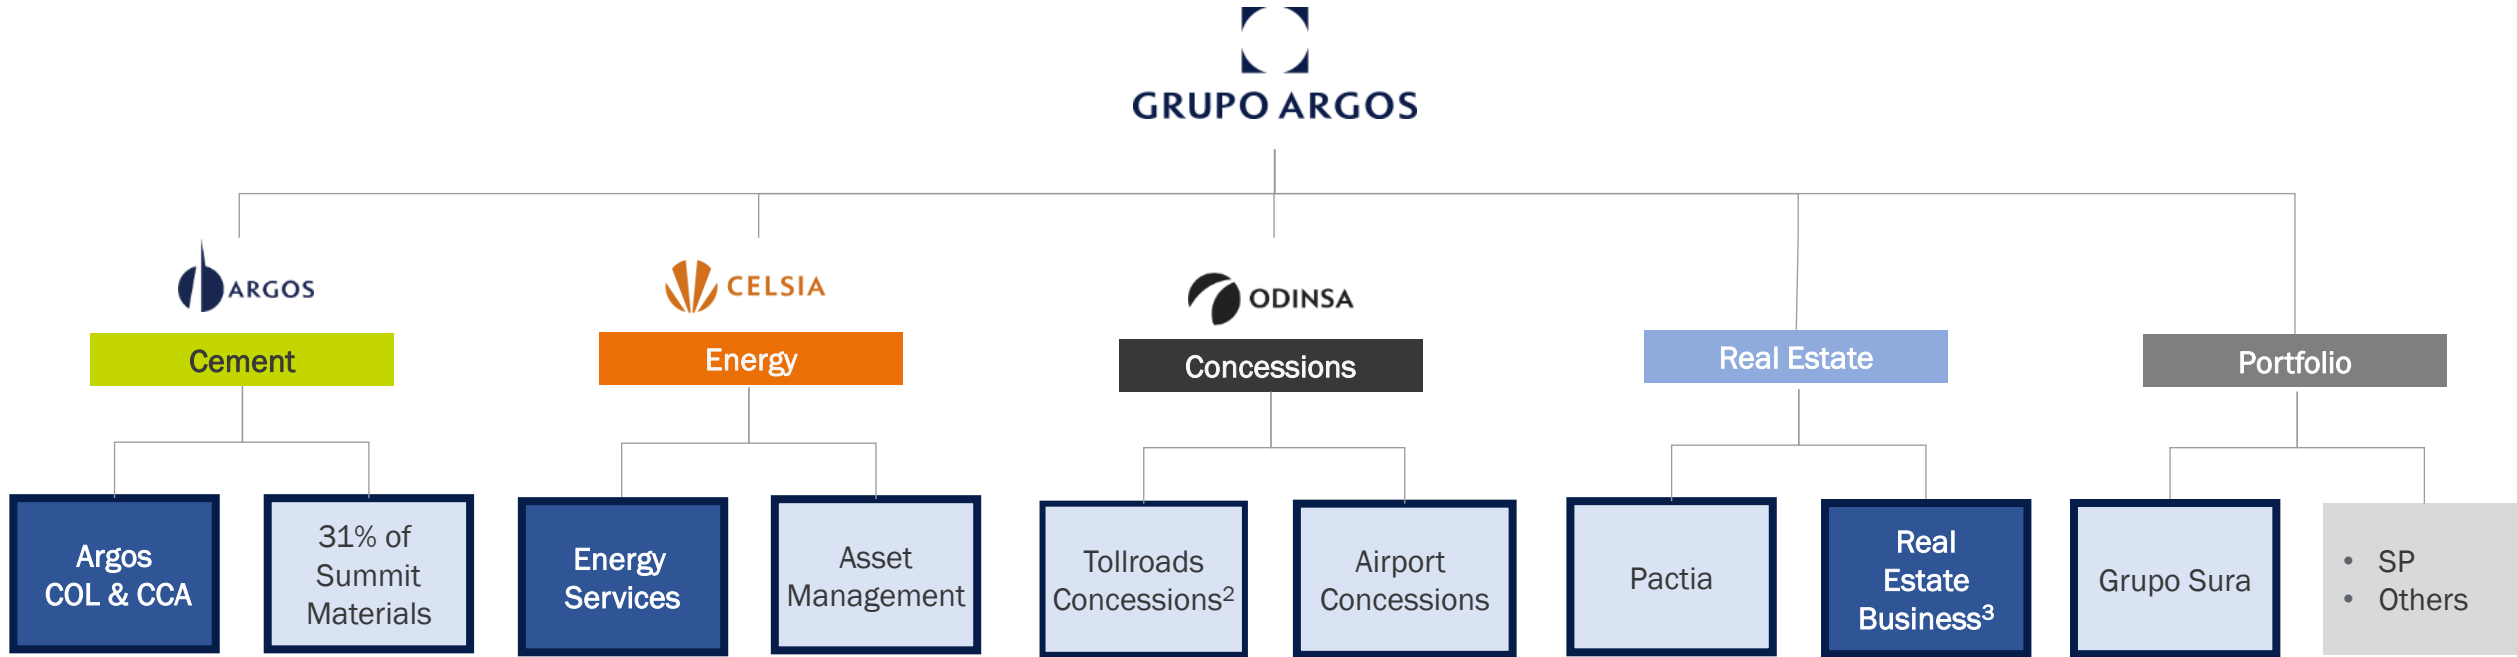 GRUPO ARGOS
ARGOS
CELSIA
ODINSA
Cement
Energy
Concessions
Real Estate
Portfolio
Argos
COL & CCA
31% of
Summit
Materials
Energy
Services
Asset
Management
Tollroads
Concessions²
Airport
Concessions
Pactia
Real
Estate
Business³
Grupo Sura
• SP
• Others